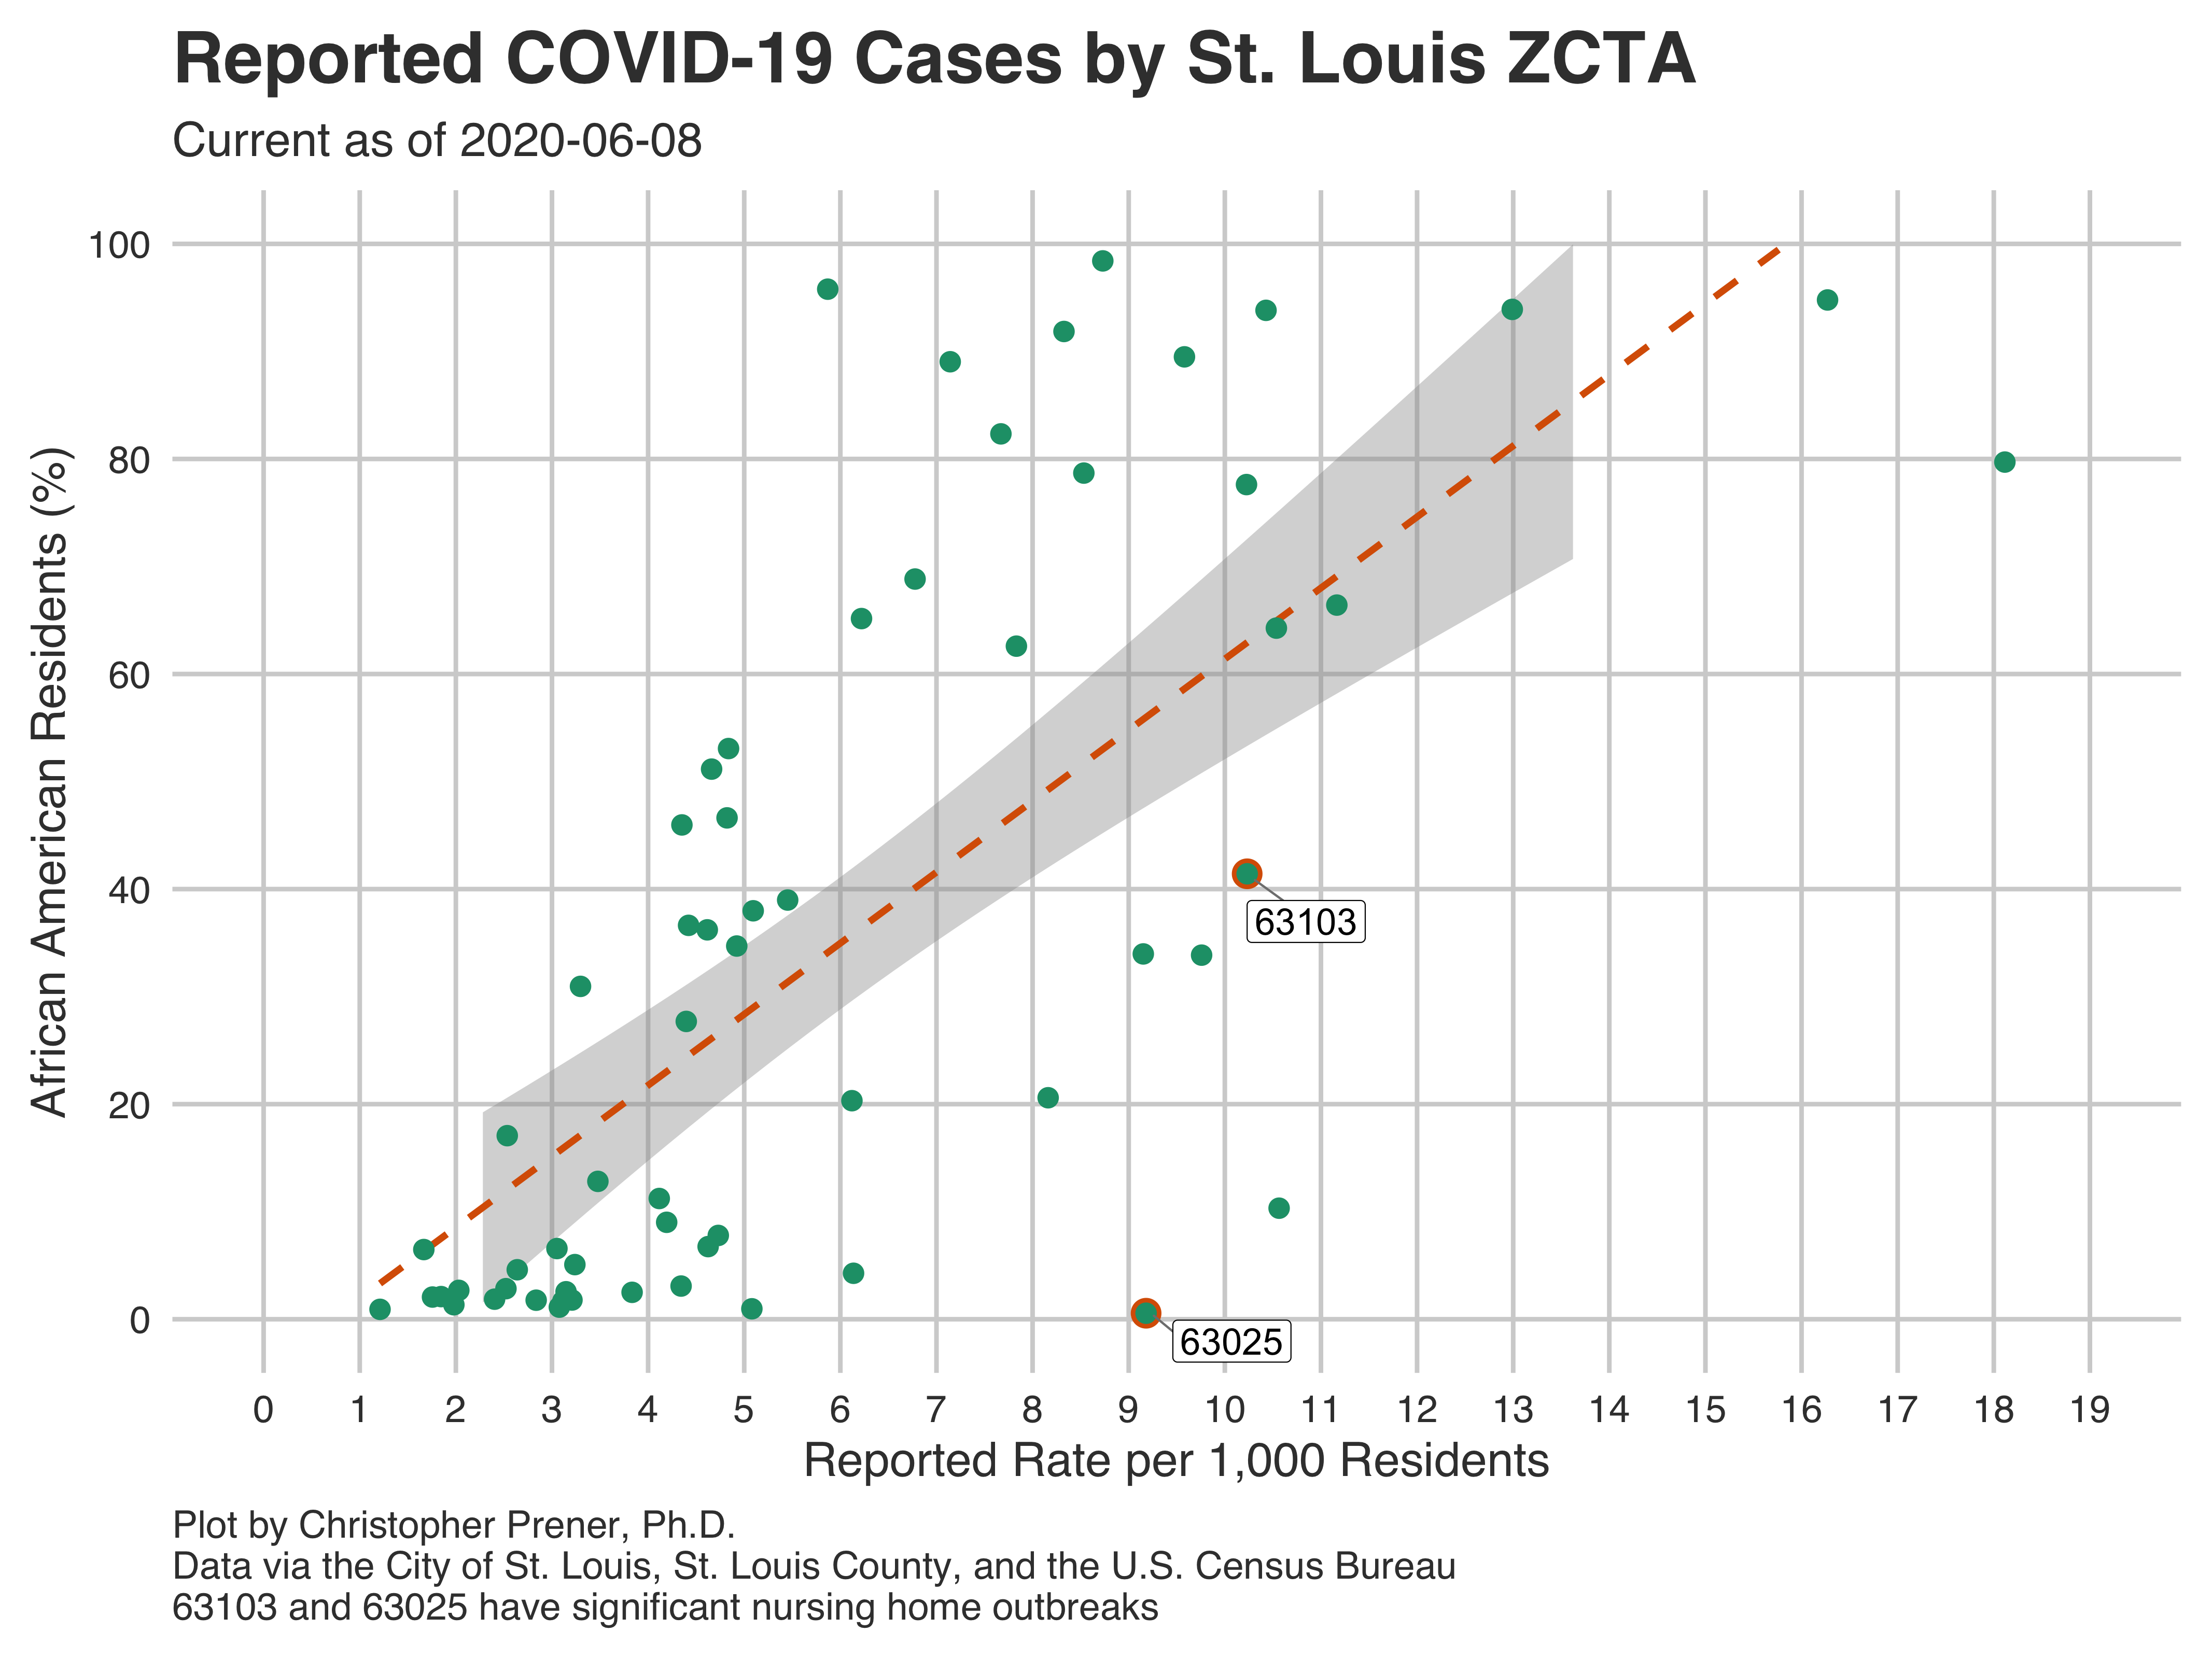 Reported COVID-19 Cases by St. Louis ZCTA
Current as of 2020-06-08
African American Residents (%)
100
80
60
40
20
0
63103
63025
0 1 2 3 4 5 6 7 8 9 10 11 12 13 14 15 16 17 18 19
Reported Rate per 1,000 Residents
Plot by Christopher Prener, Ph.D.
Data via the City of St. Louis, St. Louis County, and the U.S. Census Bureau
63103 and 63025 have significant nursing home outbreaks